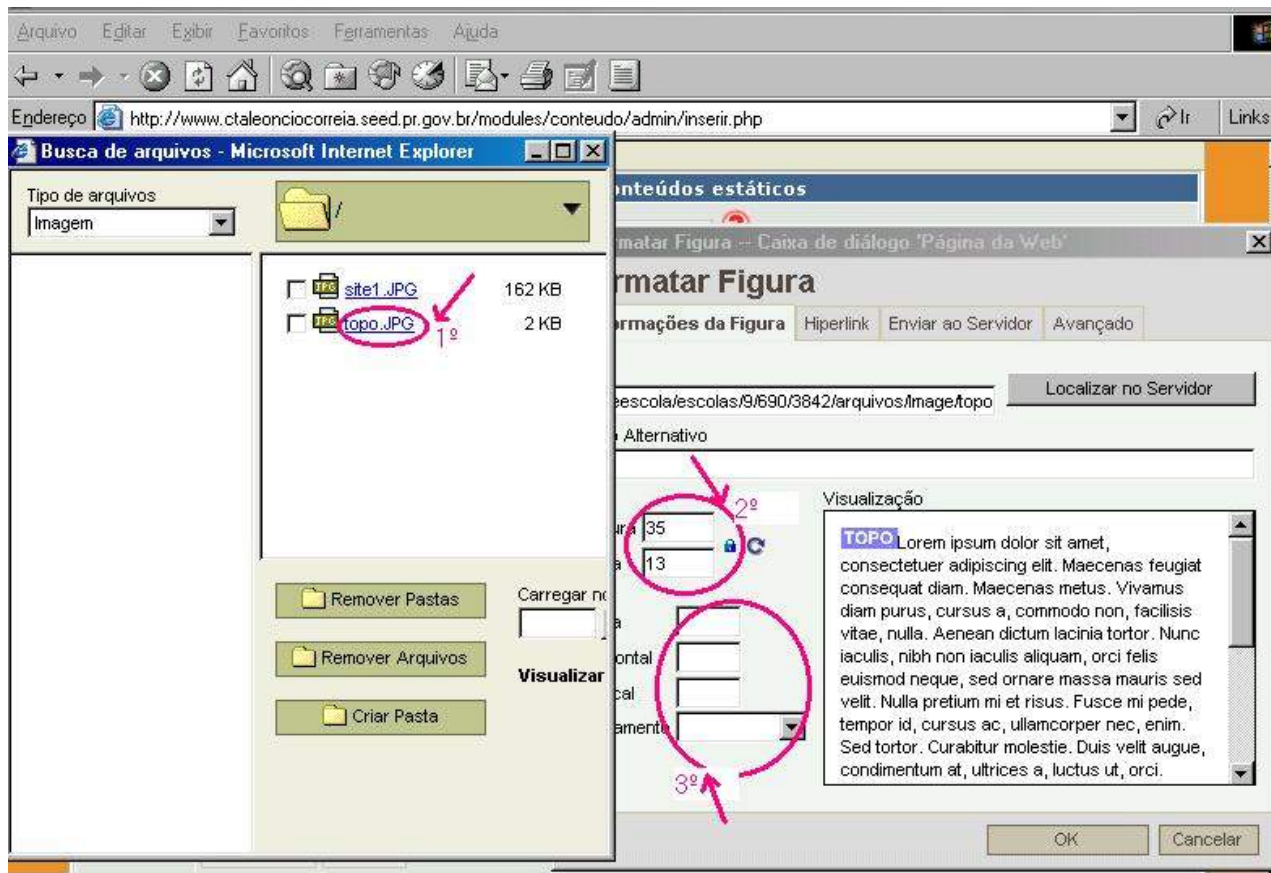 Arquivo Editar Exibir Favoritos Ferramentas Ajuda
Endereço http://www.ctaleonciocorreia.seed.pr.gov.br/modules/conteudo/admin/inserir.php Ir Links
Busca de arquivos - Microsoft Internet Explorer
Tipo de arquivos
Imagem
/
site1.JPG 162 KB
topo.JPG 2 KB
1º
Remover Pastas
Remover Arquivos
Criar Pasta
Carregar no
Visualizar
onteúdos estáticos
rmatar Figura -- Caixa de diálogo 'Página da Web'
rmatar Figura
ormações da Figura Hiperlink Enviar ao Servidor Avançado
eescola/escolas/9/690/3842/arquivos/Image/topo Localizar no Servidor
o Alternativo
2º
ura 35
a 13
a
ontal
cal
amento
3º
Visualização
TOPO Lorem ipsum dolor sit amet,
consectetuer adipiscing elit. Maecenas feugiat
consequat diam. Maecenas metus. Vivamus
diam purus, cursus a, commodo non, facilisis
vitae, nulla. Aenean dictum lacinia tortor. Nunc
iaculis, nibh non iaculis aliquam, orci felis
euismod neque, sed ornare massa mauris sed
velit. Nulla pretium mi et risus. Fusce mi pede,
tempor id, cursus ac, ullamcorper nec, enim.
Sed tortor. Curabitur molestie. Duis velit augue,
condimentum at, ultrices a, luctus ut, orci.
OK Cancelar